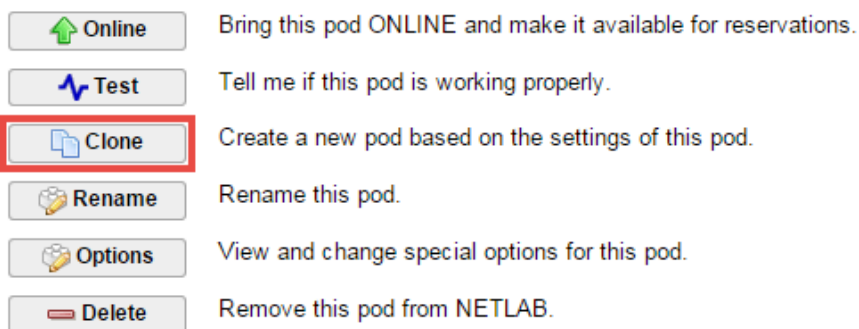 Online Bring this pod ONLINE and make it available for reservations.
Test Tell me if this pod is working properly.
Clone Create a new pod based on the settings of this pod.
Rename Rename this pod.
Options View and change special options for this pod.
Delete Remove this pod from NETLAB.